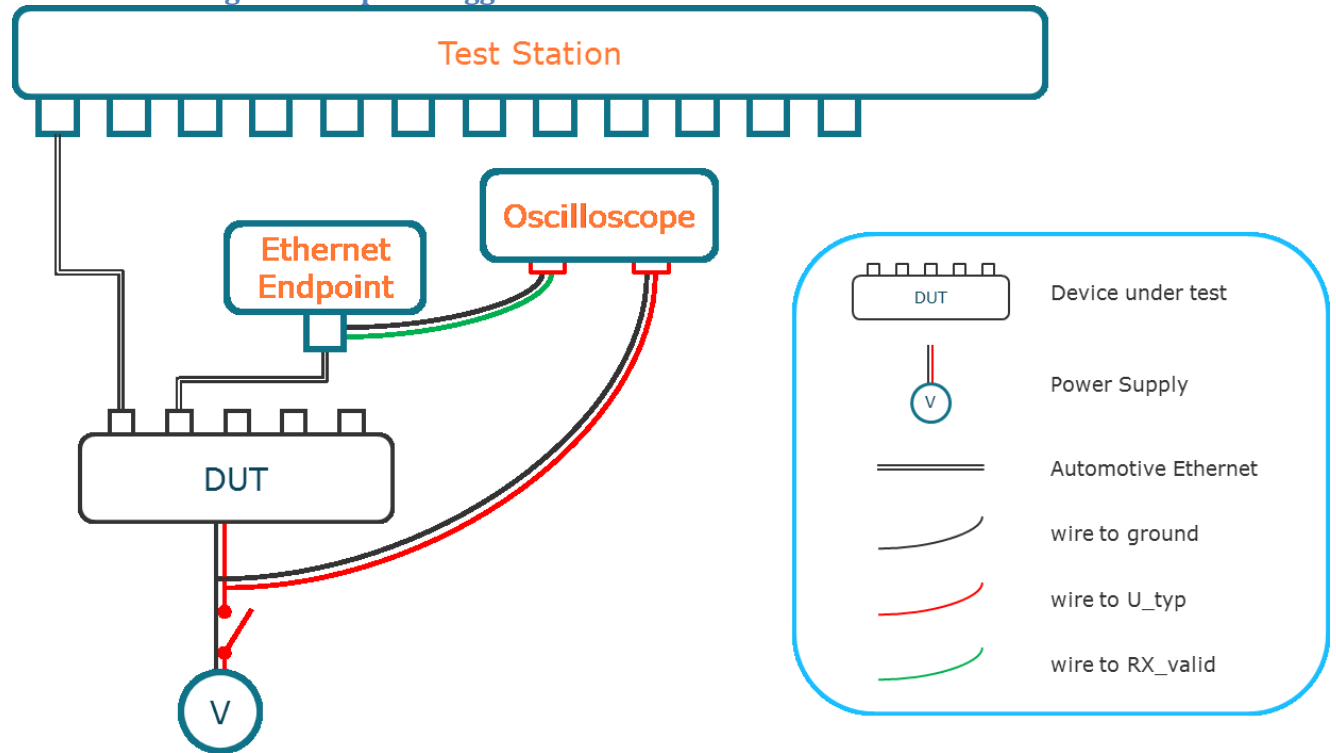 Test Station
Oscilloscope
Ethernet
Endpoint
DUT
V
DUT
Device under test
V
Power Supply
Automotive Ethernet
wire to ground
wire to U_typ
wire to RX_valid